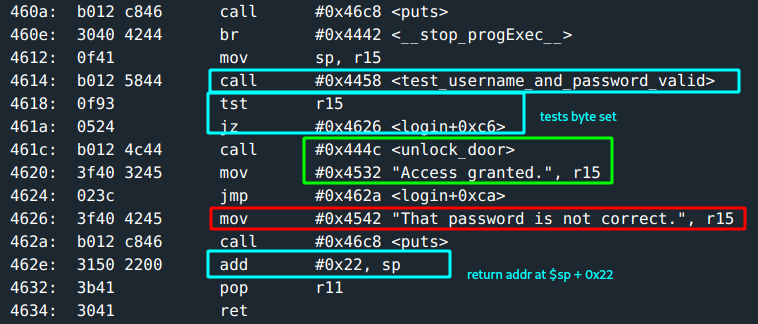 460a:  b012 c846      call      #0x46c8 <puts>
460e:  3040 4244      br        #0x4442 <__stop_progExec__>
4612:  0f41           mov       sp, r15
4614:  b012 5844      call      #0x4458 <test_username_and_password_valid>
4618:  0f93           tst       r15
tests byte set
461a:  0524           jz        #0x4626 <login+0xc6>
461c:  b012 4c44      call      #0x444c <unlock_door>
4620:  3f40 3245      mov       #0x4532 "Access granted.", r15
4624:  023c           jmp       #0x462a <login+0xca>
4626:  3f40 4245      mov       #0x4542 "That password is not correct.", r15
462a:  b012 c846      call      #0x46c8 <puts>
462e:  3150 2200      add       #0x22, sp
return addr at $sp + 0x22
4632:  3b41           pop       r11
4634:  3041           ret